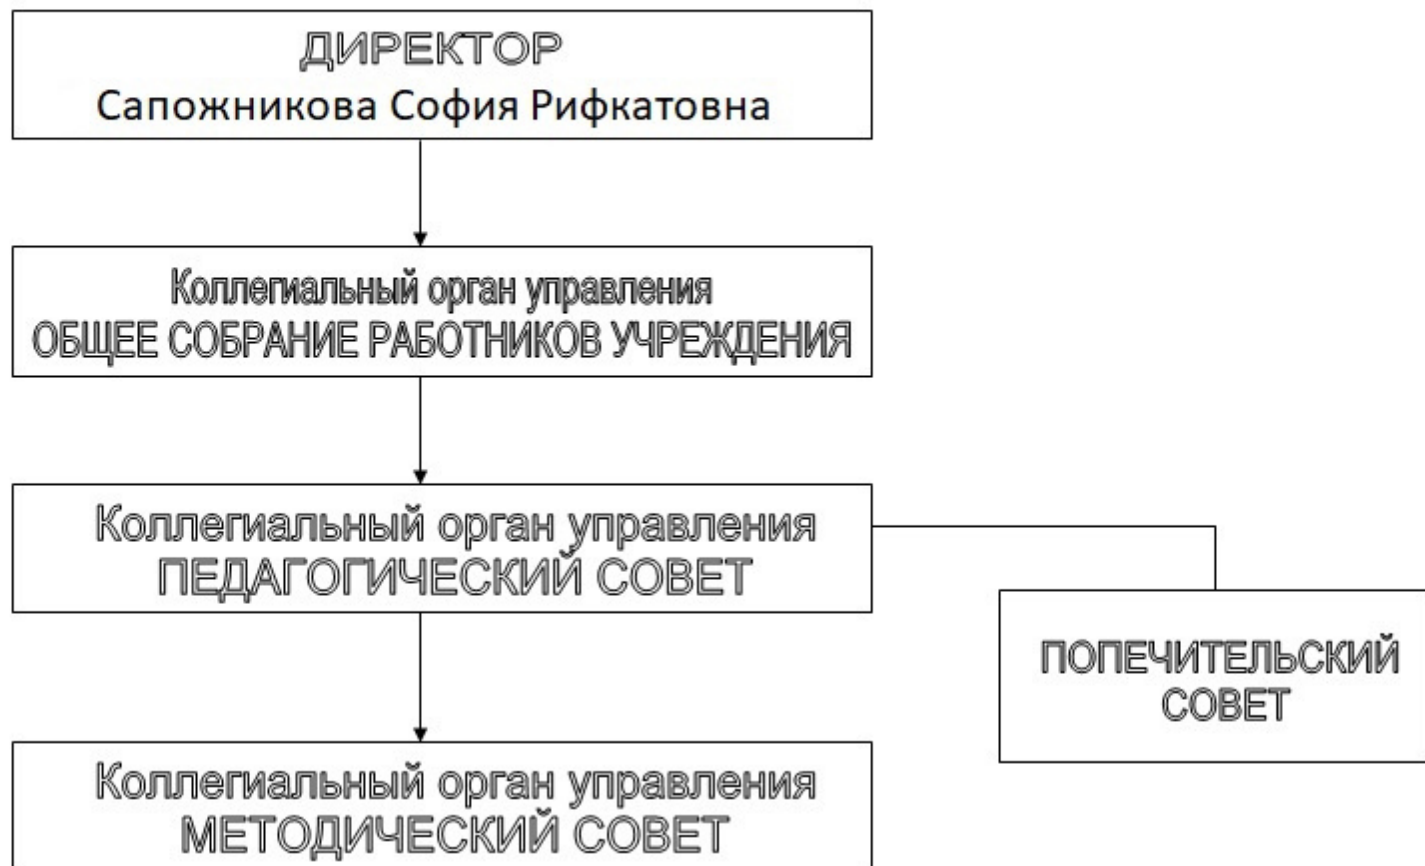 ДИРЕКТОР
Сапожникова София Рифкатовна
Коллегиальный орган управления
ОБЩЕЕ СОБРАНИЕ РАБОТНИКОВ УЧРЕЖДЕНИЯ
Коллегиальный орган управления
ПЕДАГОГИЧЕСКИЙ СОВЕТ
ПОПЕЧИТЕЛЬСКИЙ
СОВЕТ
Коллегиальный орган управления
МЕТОДИЧЕСКИЙ СОВЕТ